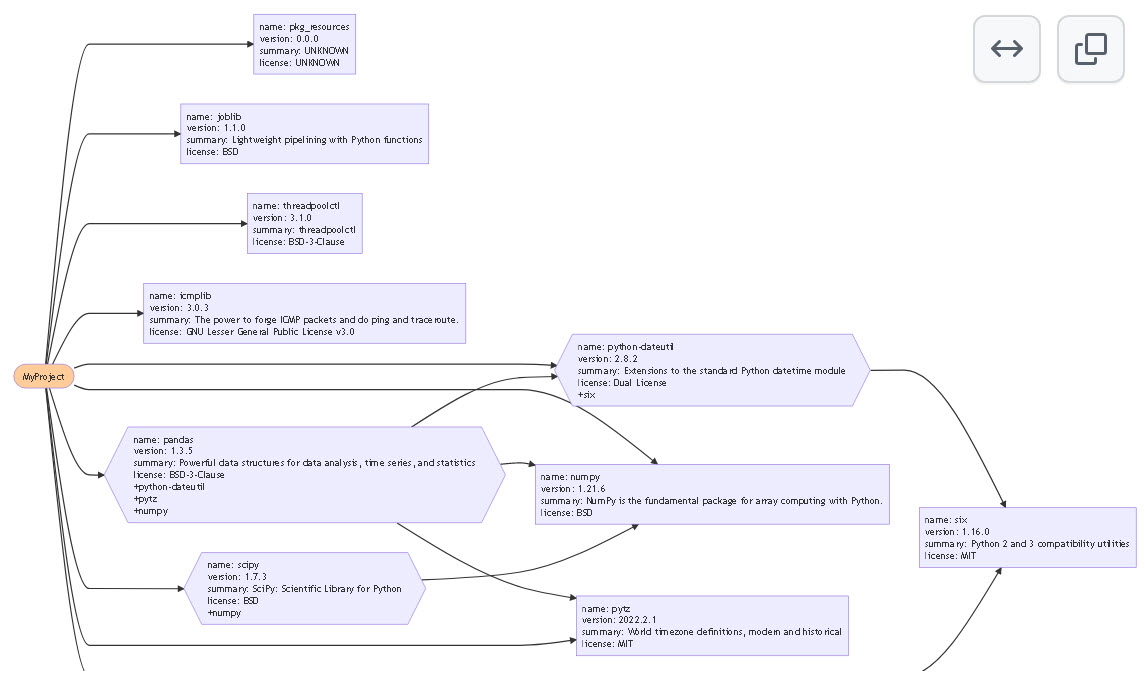 name: pkg_resources
version: 0.0.0
summary: UNKNOWN
license: UNKNOWN
name: joblib
version: 1.1.0
summary: Lightweight pipelining with Python functions
license: BSD
name: threadpoolctl
version: 3.1.0
summary: threadpoolctl
license: BSD-3-Clause
name: icmplib
version: 3.0.3
summary: The power to forge ICMP packets and do ping and traceroute.
license: GNU Lesser General Public License v3.0
name: python-dateutil
version: 2.8.2
summary: Extensions to the standard Python datetime module
license: Dual License
+six
MyProject
name: pandas
version: 1.3.5
summary: Powerful data structures for data analysis, time series, and statistics
license: BSD-3-Clause
+python-dateutil
+pytz
+numpy
name: numpy
version: 1.21.6
summary: NumPy is the fundamental package for array computing with Python.
license: BSD
name: six
version: 1.16.0
summary: Python 2 and 3 compatibility utilities
license: MIT
name: scipy
version: 1.7.3
summary: SciPy: Scientific Library for Python
license: BSD
+numpy
name: pytz
version: 2022.2.1
summary: World timezone definitions, modern and historical
license: MIT